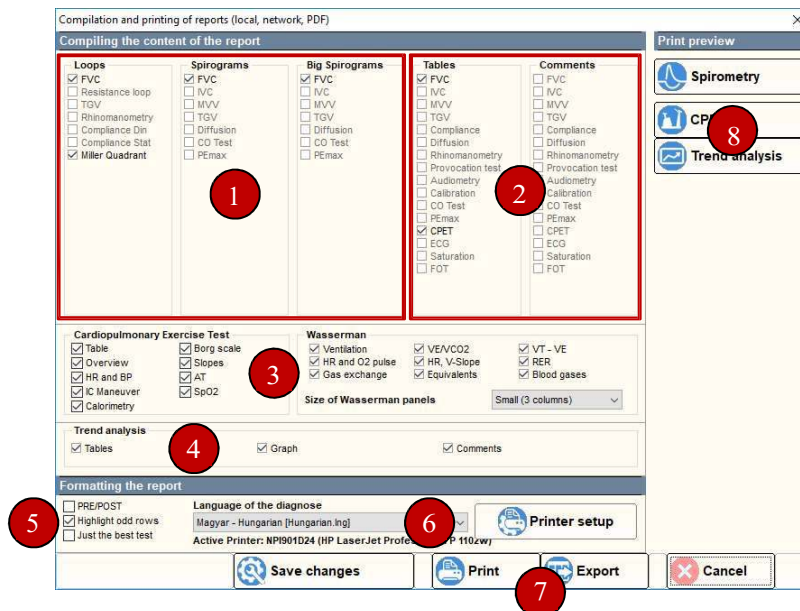 Compilation and printing of reports (local, network, PDF)
Compiling the content of the report
Print preview
Loops
FVC
Resistance loop
TGV
Rhinomanometry
Compliance Din
Compliance Stat
Miller Quadrant
Spirograms
FVC
IVC
MVV
TGV
Diffusion
CO Test
PEmax
Big Spirograms
FVC
IVC
MVV
TGV
Diffusion
CO Test
PEmax
1
Tables
FVC
IVC
MVV
TGV
Compliance
Diffusion
Rhinomanometry
Provocation test
Audiometry
Calibration
CO Test
PEmax
CPET
ECG
Saturation
FOT
Comments
FVC
IVC
MVV
TGV
Compliance
Diffusion
Rhinomanometry
Provocation test
Audiometry
Calibration
CO Test
PEmax
CPET
ECG
Saturation
FOT
2
Spirometry
8
Trend analysis
Cardiopulmonary Exercise Test
Table
Overview
HR and BP
IC Maneuver
Calorimetry
Borg scale
Slopes
AT
SpO2
3
Wasserman
Ventilation
HR and O2 pulse
Gas exchange
VE/VCO2
HR, V-Slope
Equivalents
VT - VE
RER
Blood gases
Size of Wasserman panels
Small (3 columns)
Trend analysis
Tables
4
Graph
Comments
Formatting the report
5
PRE/POST
Highlight odd rows
Just the best test
Language of the diagnose
Magyar - Hungarian [Hungarian.lng]
6
Active Printer: NPI901D24 (HP LaserJet P 1102w)
Printer setup
Save changes
Print
7
Export
Cancel